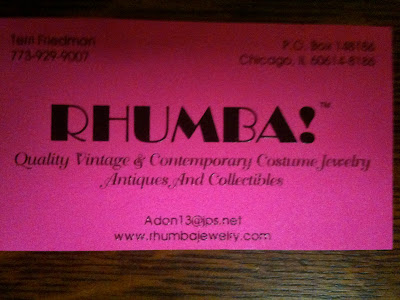 Terri Friedman
773-929-9007
P.O. Box 148186
Chicago, IL 60614-8186
RHUMBA!™
Quality Vintage & Contemporary Costume Jewelry
Antiques And Collectibles
Adon13@jps.net
www.rhumbajewelry.com